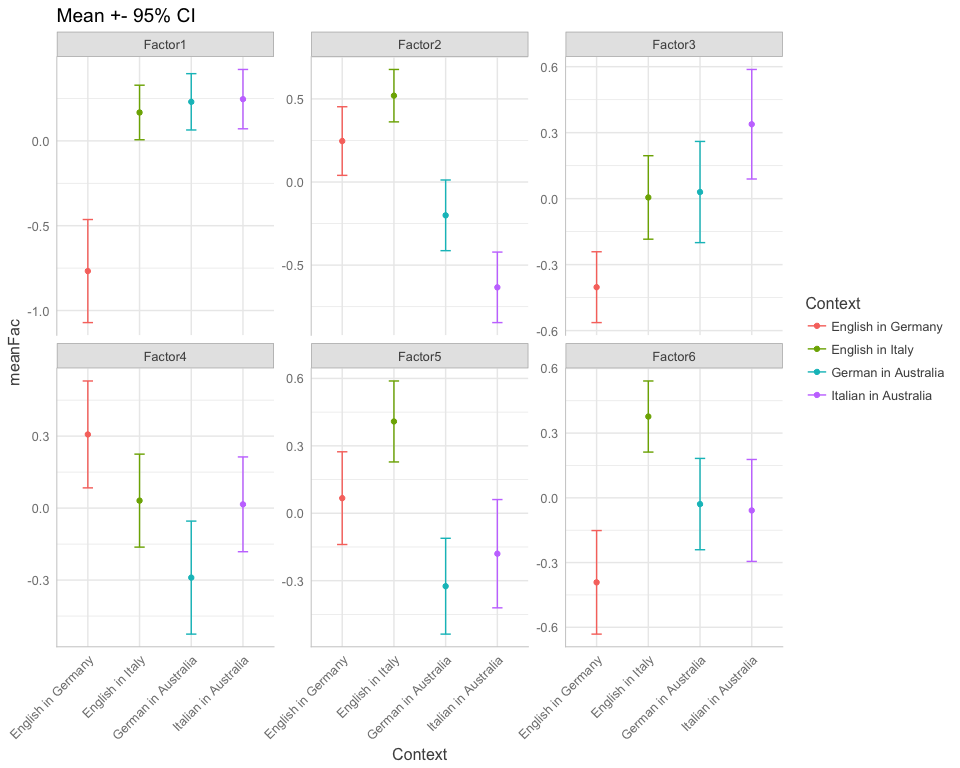 Mean +- 95% CI
Factor1
Factor2
Factor3
0.0
-0.5
-1.0
0.5
0.0
-0.5
0.6
0.3
0.0
-0.3
-0.6
meanFac
Factor4
Factor5
Factor6
0.3
0.0
-0.3
0.6
0.3
0.0
-0.3
0.6
0.3
0.0
-0.3
-0.6
English in Germany
English in Italy
German in Australia
Italian in Australia
English in Germany
English in Italy
German in Australia
Italian in Australia
English in Germany
English in Italy
German in Australia
Italian in Australia
Context
Context
English in Germany
English in Italy
German in Australia
Italian in Australia